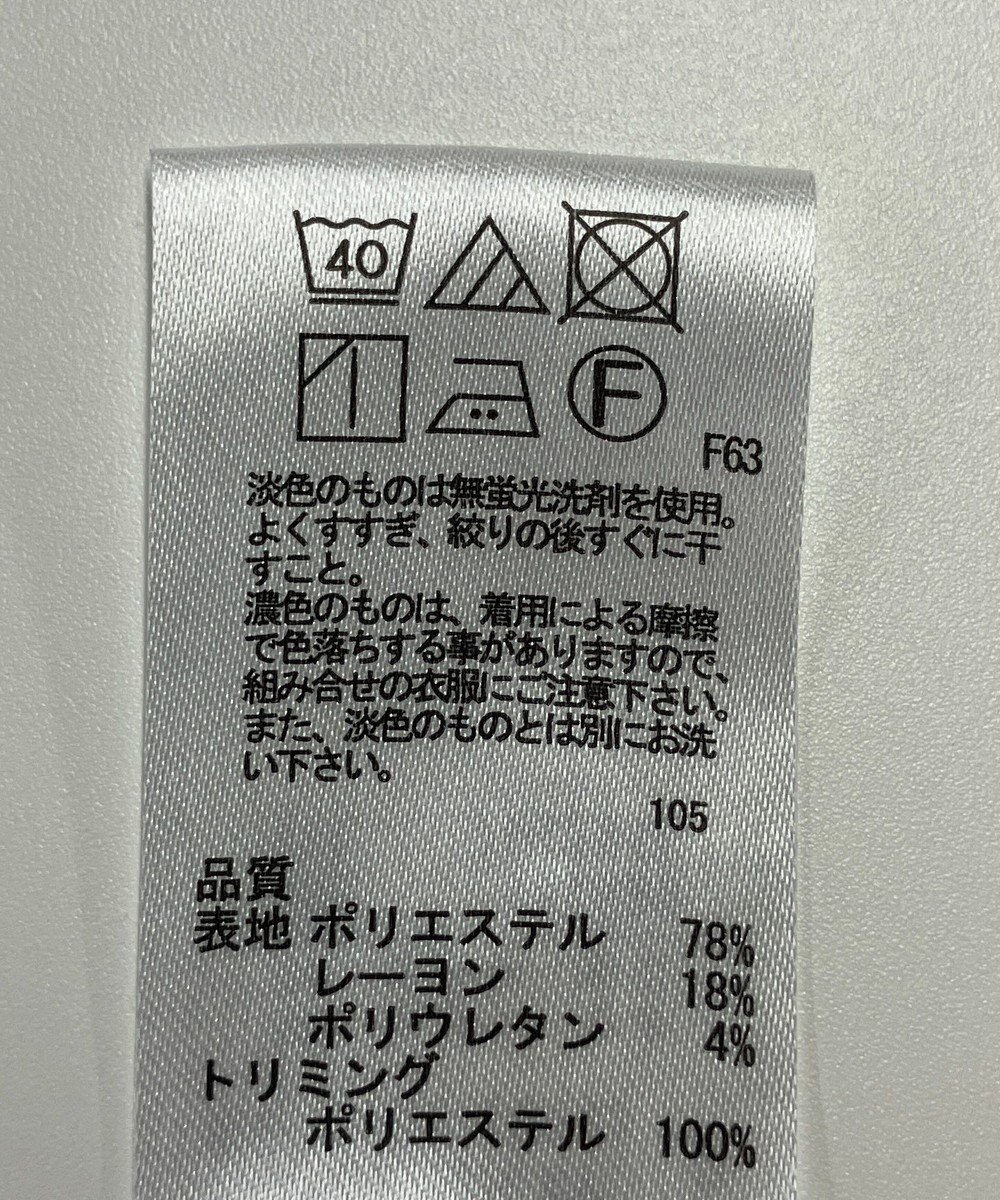 40
F
F63
淡色のものは無蛍光洗剤を使用。
よくすすぎ、絞りの後すぐに干
すこと。
濃色のものは、着用による摩擦
で色落ちする事がありますので、
組み合せの衣服にご注意下さい。
また、淡色のものとは別にお洗
い下さい。
105
品質
表地 ポリエステル 78%
レーヨン 18%
ポリウレタン 4%
トリミング
ポリエステル 100%